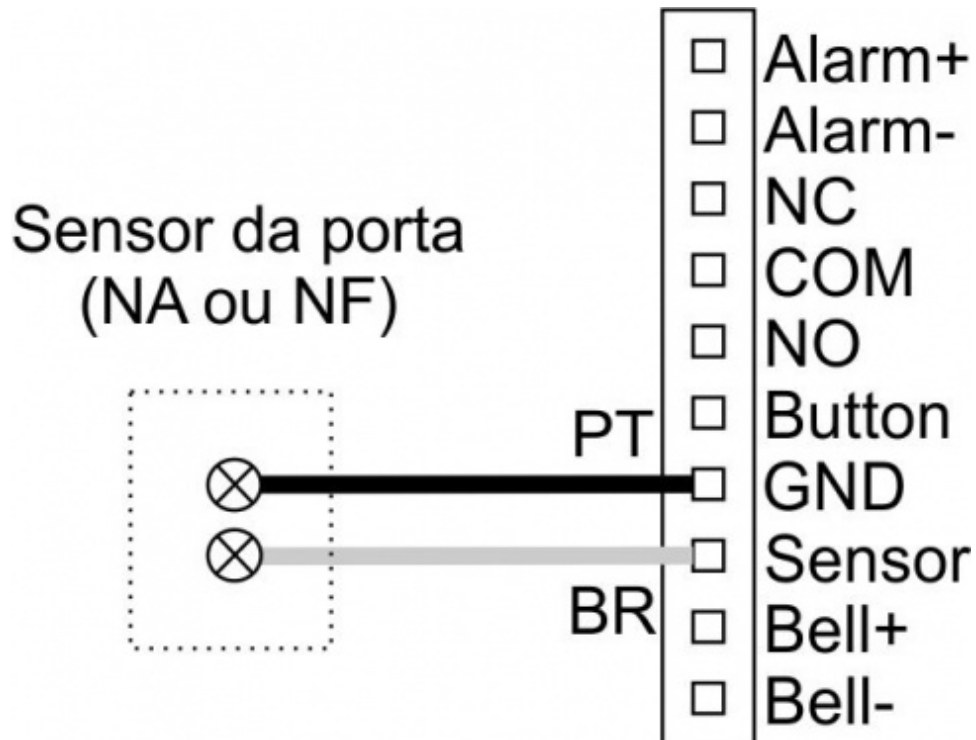 Alarm+
Alarm-
NC
Sensor da porta
(NA ou NF)
COM
NO
Button
PT
GND
Sensor
BR
Bell+
Bell-